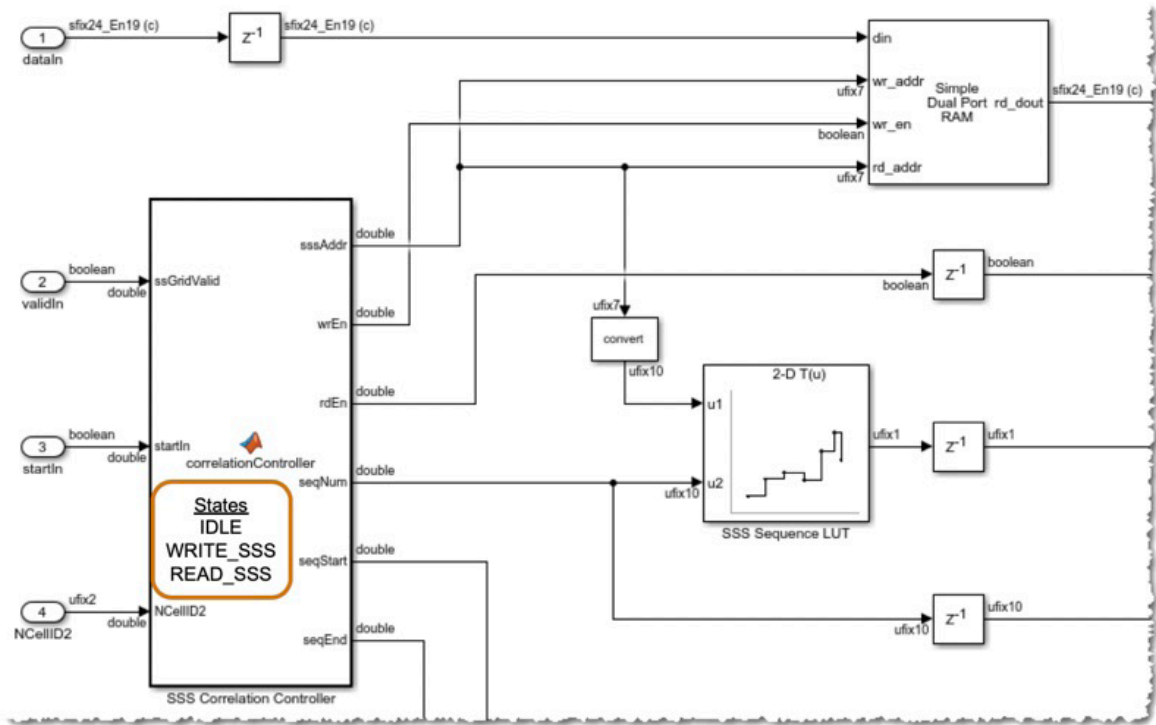 sfix24_En19 (c)
1
dataIn
z-1
sfix24_En19 (c)
din
wr_addr
ufix7
wr_en
boolean
rd_addr
ufix7
Simple
Dual Port
RAM
rd_dout
sfix24_En19 (c)
boolean
2
validIn
double
ssGridValid
boolean
3
startIn
double
startIn
ufix2
4
NCellID2
double
NCellID2
correlationController
States
IDLE
WRITE_SSS
READ_SSS
sssAddr
double
wrEn
double
rdEn
double
seqNum
double
seqStart
double
seqEnd
double
SSS Correlation Controller
ufix7
convert
ufix10
2-D T(u)
u1
u2
ufix10
SSS Sequence LUT
boolean
z-1
boolean
ufix1
z-1
ufix1
ufix10
z-1
ufix10